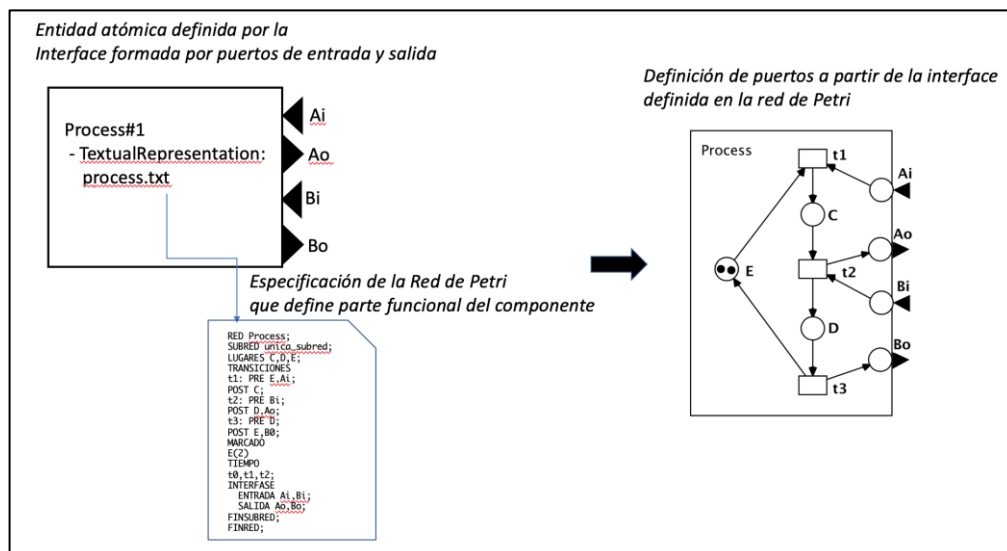 Entidad atómica definida por la
Interface formada por puertos de entrada y salida
Process#1
- TextualRepresentation:
process.txt
Ai
Ao
Bi
Bo
Especificación de la Red de Petri
que define parte funcional del componente
RED Process;
SUBRED unica_subred;
LUGARES C,D,E;
TRANSICIONES
t1: PRE E,Ai;
POST C;
t2: PRE Bi;
POST D,Ao;
t3: PRE D;
POST E,B0;
MARCADO
E(2)
TIEMPO
t0,t1,t2;
INTERFASE
ENTRADA Ai,Bi;
SALIDA Ao,Bo;
FINSUBRED;
FINRED;
Definición de puertos a partir de la interface
definida en la red de Petri
Process
t1
Ai
C
Ao
E
t2
Bi
D
Bo
t3